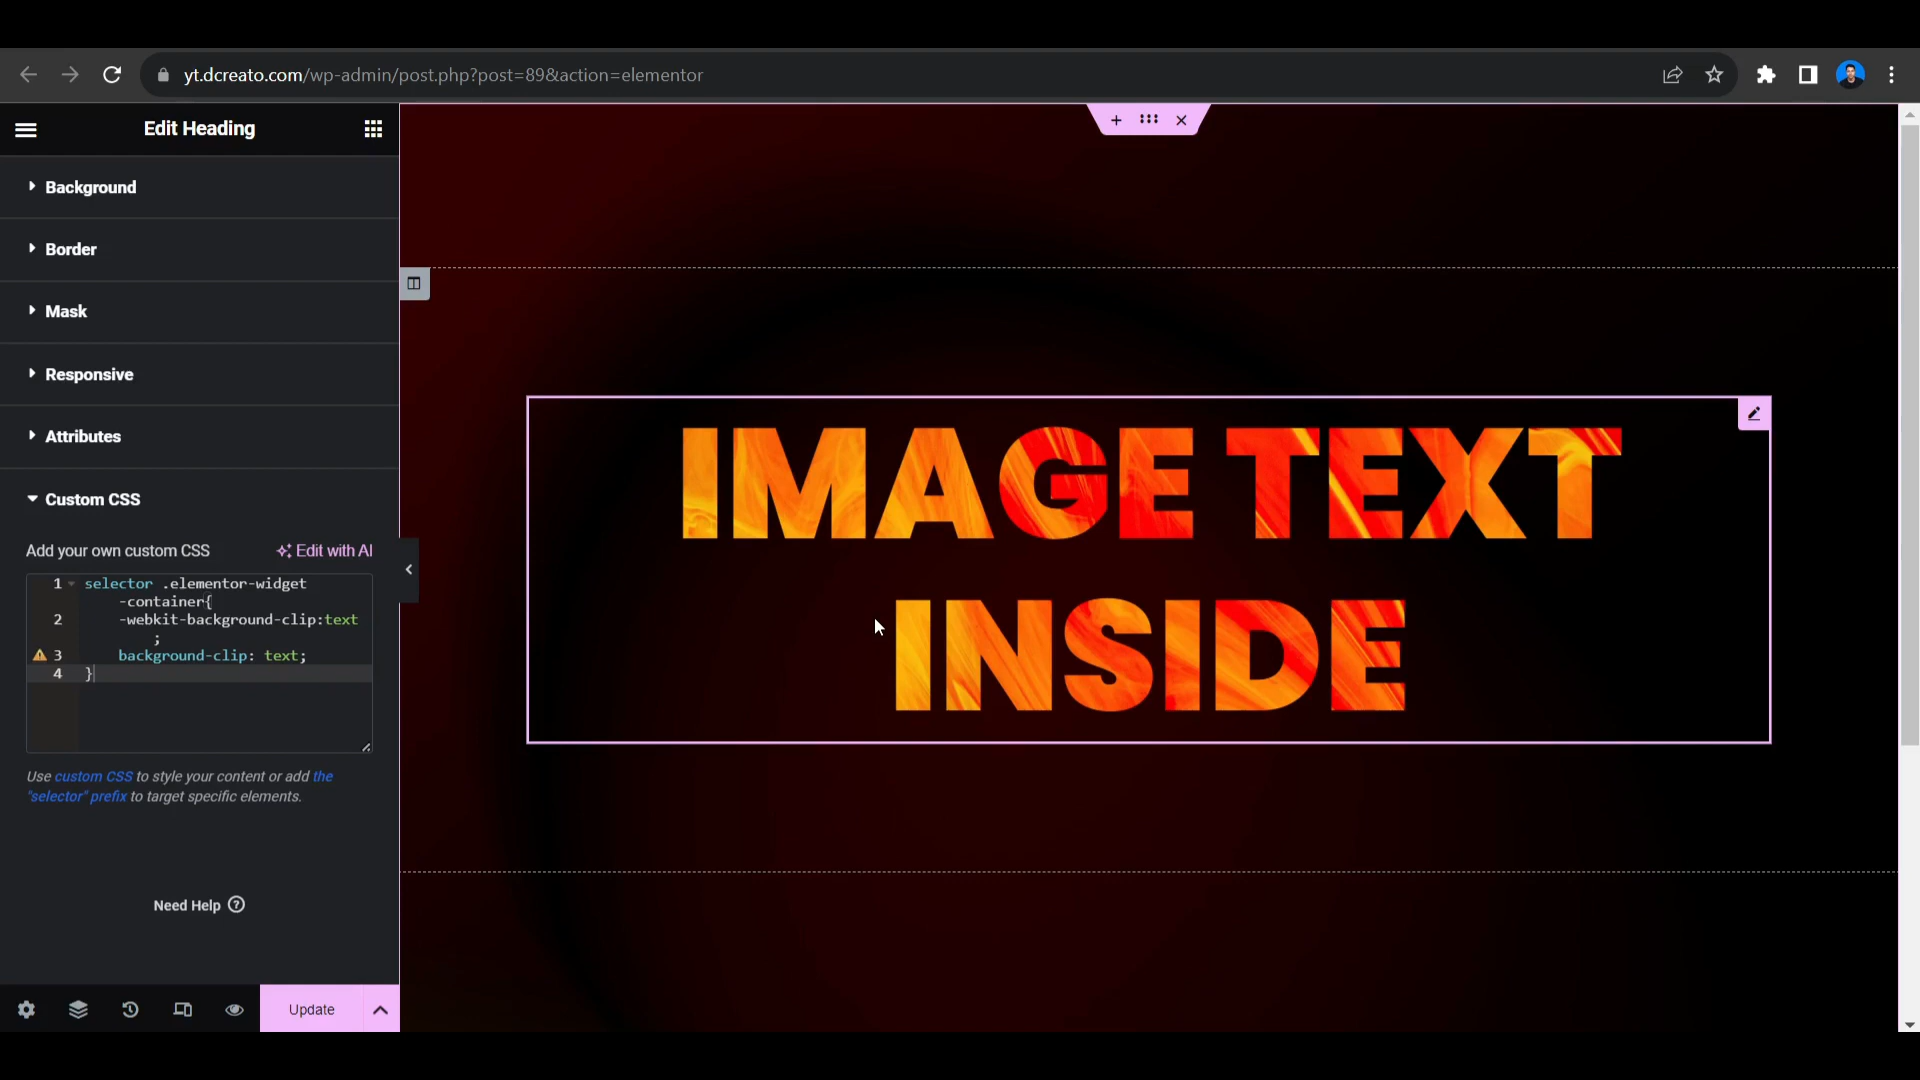 yt.dcreato.com/wp-admin/post.php?post=89&action=elementor
Edit Heading
Background
Border
Mask
Responsive
Attributes
Custom CSS
Add your own custom CSS
Edit with AI
1 selector .elementor-widget
-container{
2 -webkit-background-clip:text
;
3 background-clip: text;
4 }
Use custom CSS to style your content or add the
"selector" prefix to target specific elements.
Need Help ?
Update
IMAGE TEXT
INSIDE